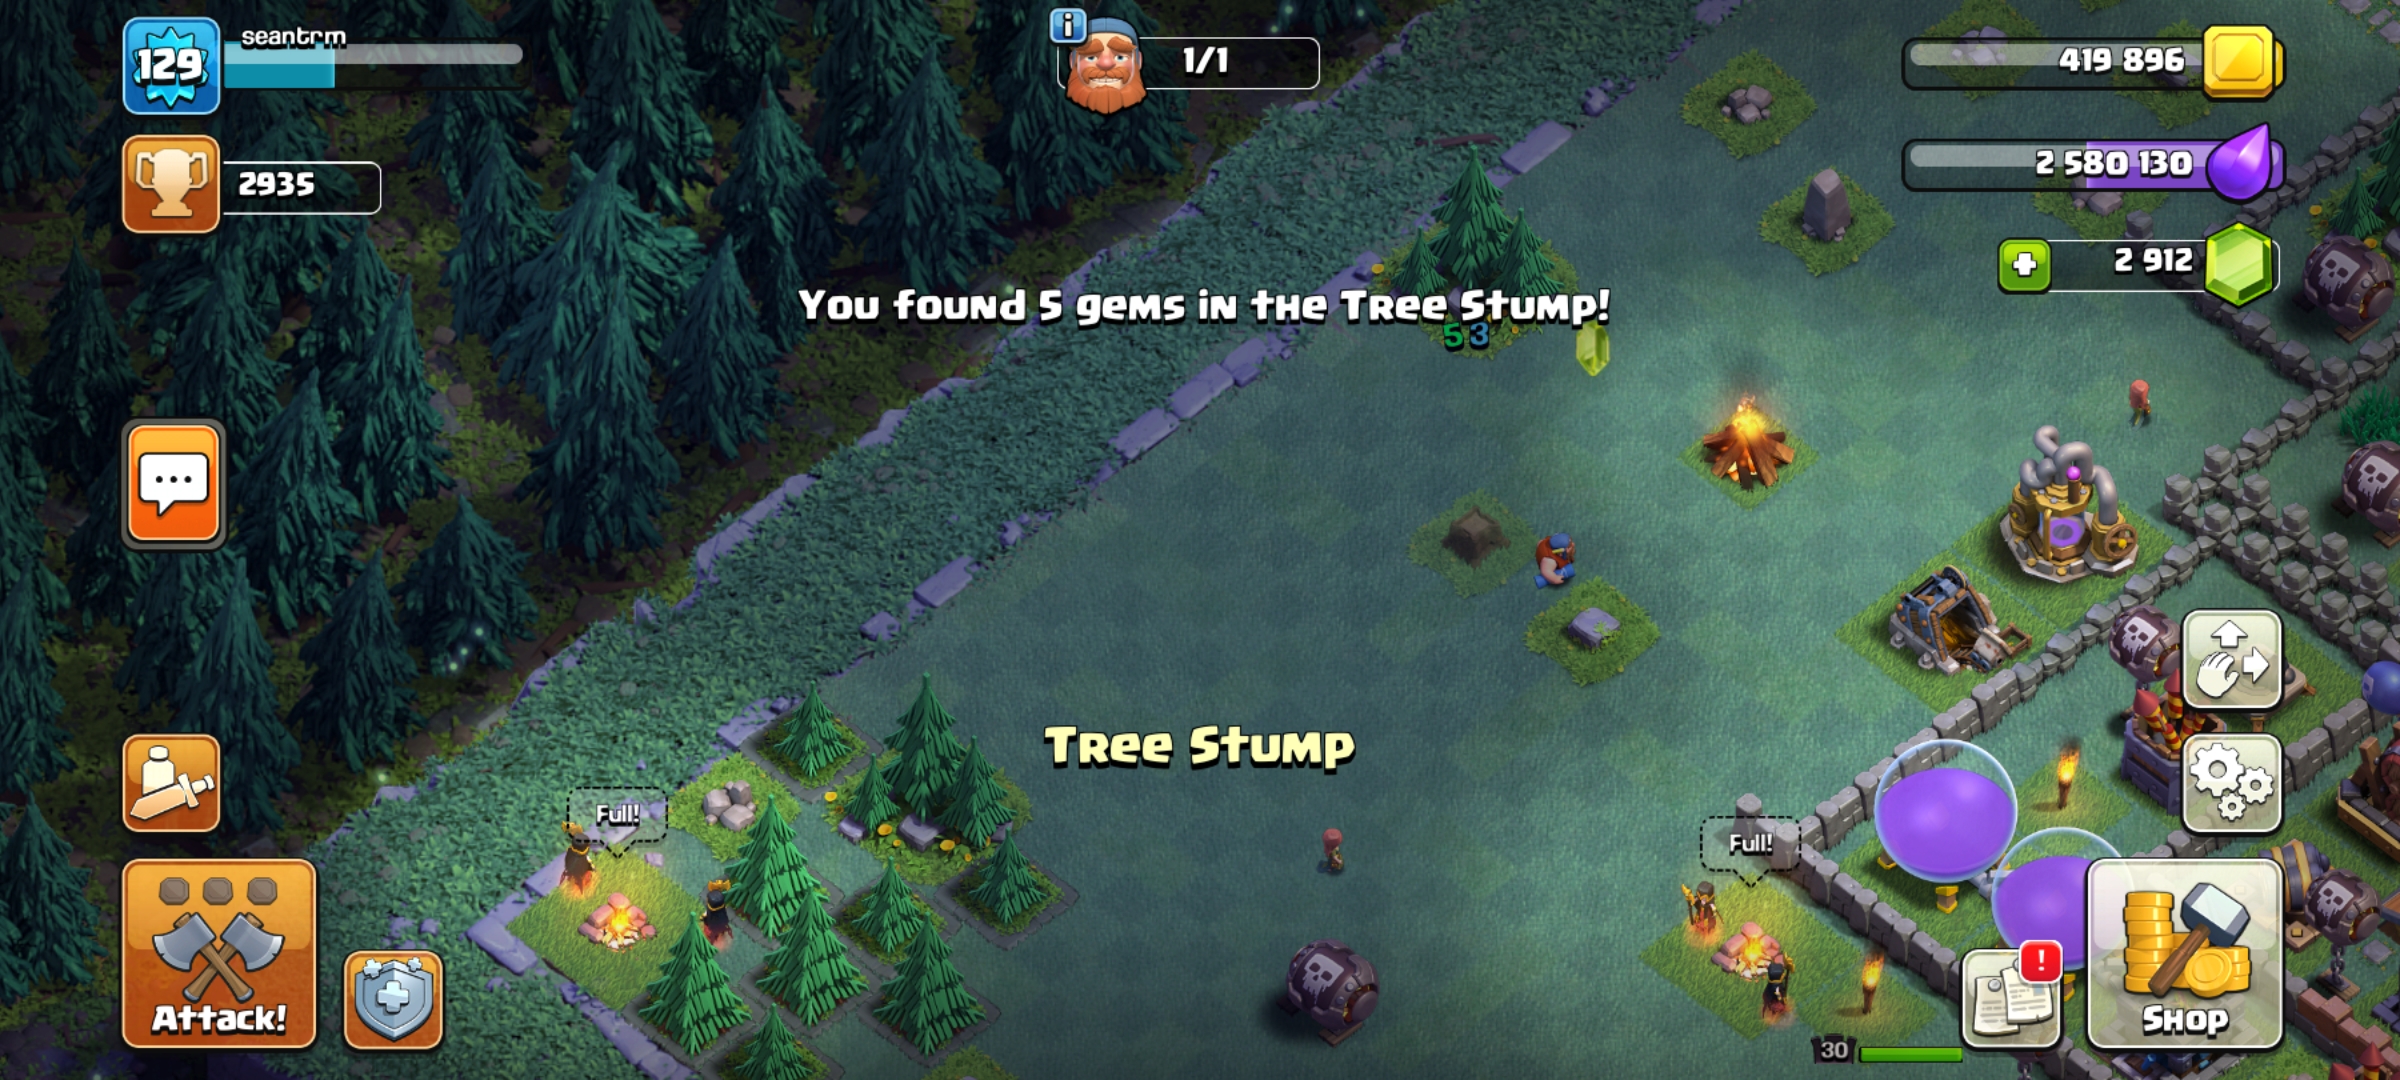 129
seantrm
i
1/1
419 896
2935
2 580 130
2 912
You found 5 gems in the Tree Stump!
5 3
Tree Stump
Full!
Full!
!
Attack!
Shop
30